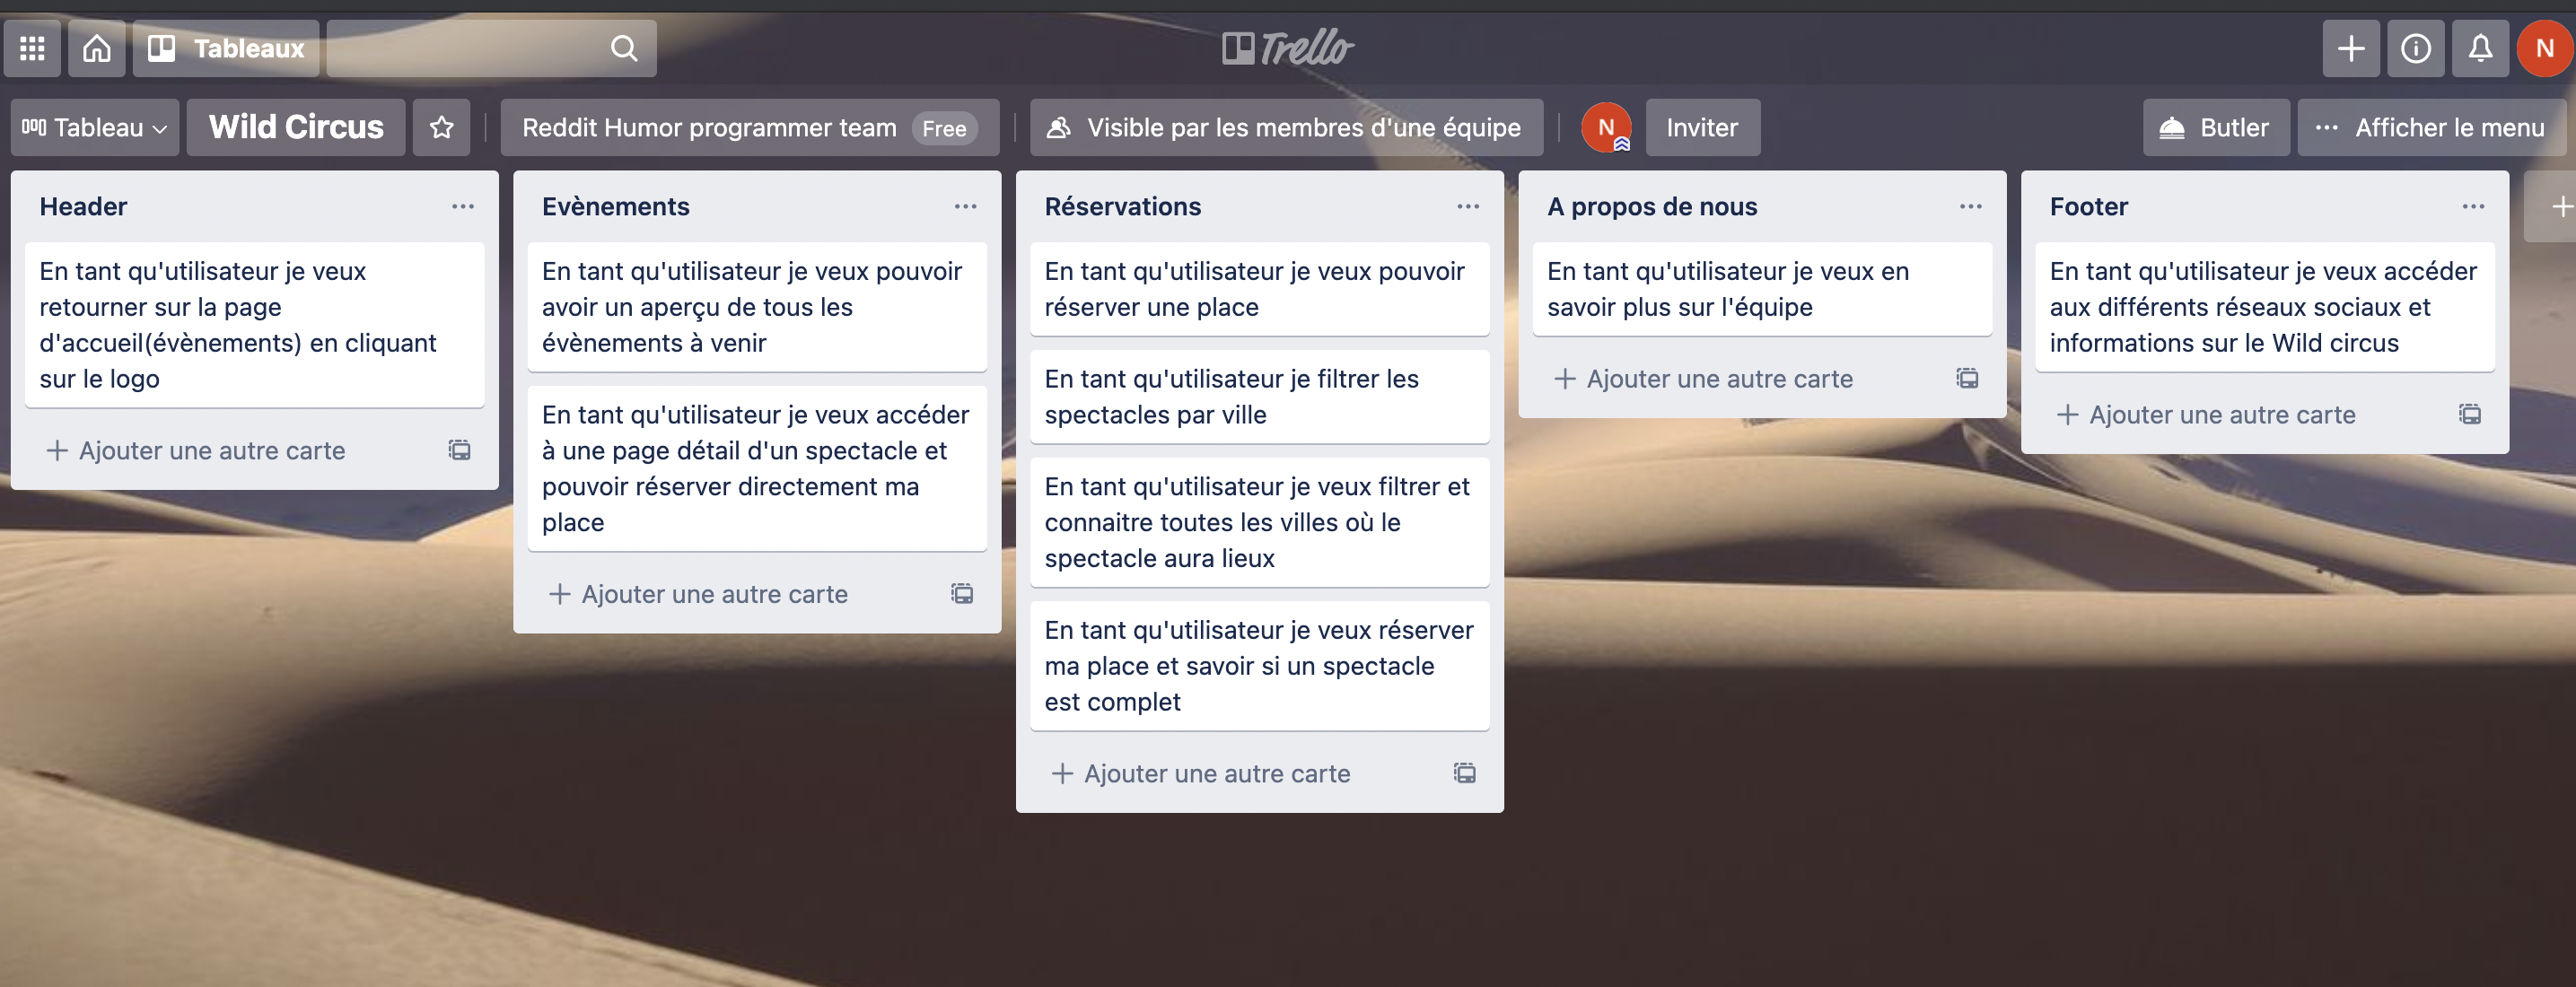 Tableaux
Trello
N
Tableau
Wild Circus
Reddit Humor programmer team Free
Visible par les membres d'une équipe
N
Inviter
Butler
Afficher le menu
Header
En tant qu'utilisateur je veux
retourner sur la page
d'accueil(évènements) en cliquant
sur le logo
Ajouter une autre carte
Evènements
En tant qu'utilisateur je veux pouvoir
avoir un aperçu de tous les
évènements à venir
En tant qu'utilisateur je veux accéder
à une page détail d'un spectacle et
pouvoir réserver directement ma
place
Ajouter une autre carte
Réservations
En tant qu'utilisateur je veux pouvoir
réserver une place
En tant qu'utilisateur je filtrer les
spectacles par ville
En tant qu'utilisateur je veux filtrer et
connaitre toutes les villes où le
spectacle aura lieux
En tant qu'utilisateur je veux réserver
ma place et savoir si un spectacle
est complet
Ajouter une autre carte
A propos de nous
En tant qu'utilisateur je veux en
savoir plus sur l'équipe
Ajouter une autre carte
Footer
En tant qu'utilisateur je veux accéder
aux différents réseaux sociaux et
informations sur le Wild circus
Ajouter une autre carte